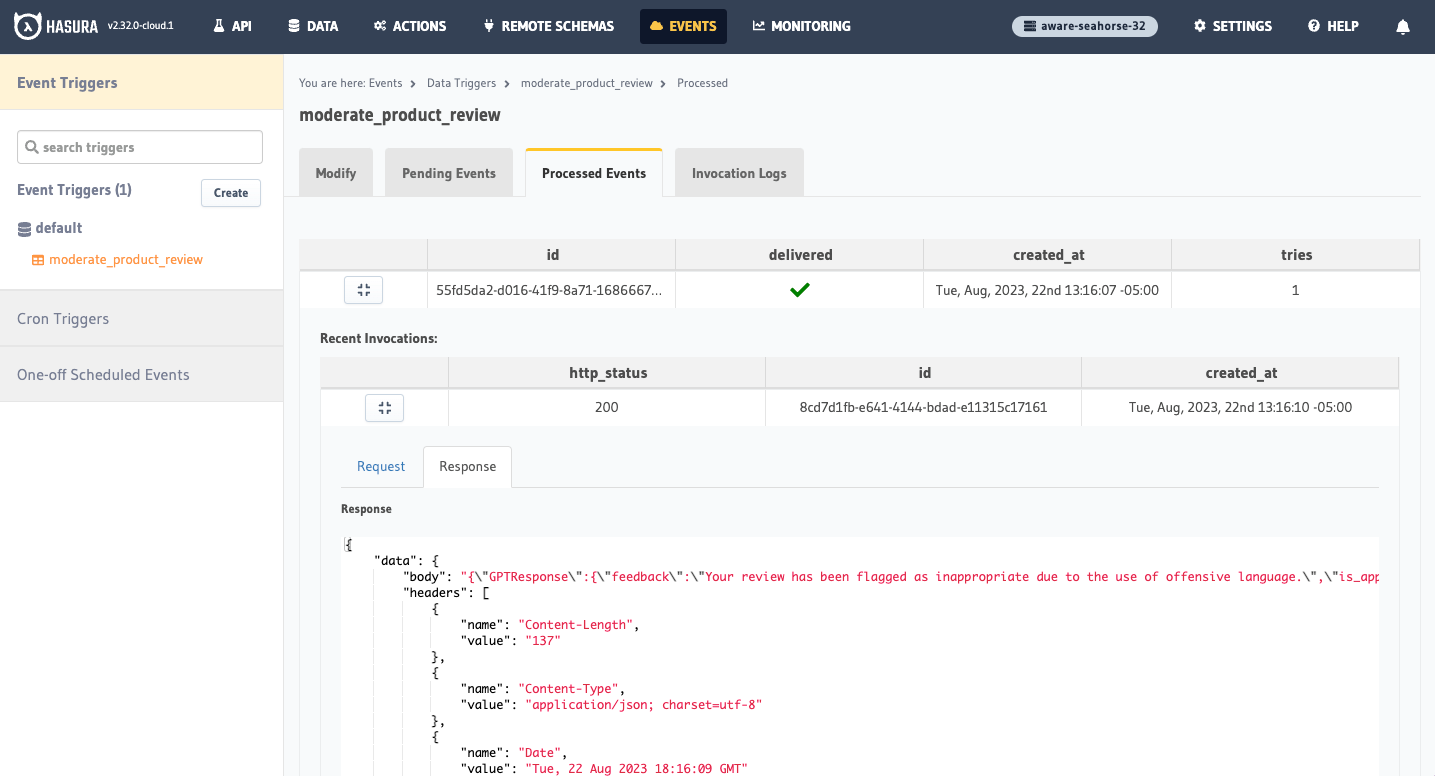 HASURA v2.32.0-cloud.1 API DATA ACTIONS REMOTE SCHEMAS EVENTS MONITORING aware-seahorse-32 SETTINGS HELP
Event Triggers
search triggers
Event Triggers (1) Create
default
moderate_product_review
Cron Triggers
One-off Scheduled Events
You are here: Events > Data Triggers > moderate_product_review > Processed
moderate_product_review
Modify Pending Events Processed Events Invocation Logs
id delivered created_at tries
55fd5da2-d016-41f9-8a71-1686667... Tue, Aug, 2023, 22nd 13:16:07 -05:00 1
Recent Invocations:
http_status id created_at
200 8cd7d1fb-e641-4144-bdad-e11315c17161 Tue, Aug, 2023, 22nd 13:16:10 -05:00
Request Response
Response
{
"data": {
"body": "{\"GPTResponse\":{\"feedback\":\"Your review has been flagged as inappropriate due to the use of offensive language.\",\"is_app
"headers": [
{
"name": "Content-Length",
"value": "137"
},
{
"name": "Content-Type",
"value": "application/json; charset=utf-8"
},
{
"name": "Date",
"value": "Tue, 22 Aug 2023 18:16:09 GMT"